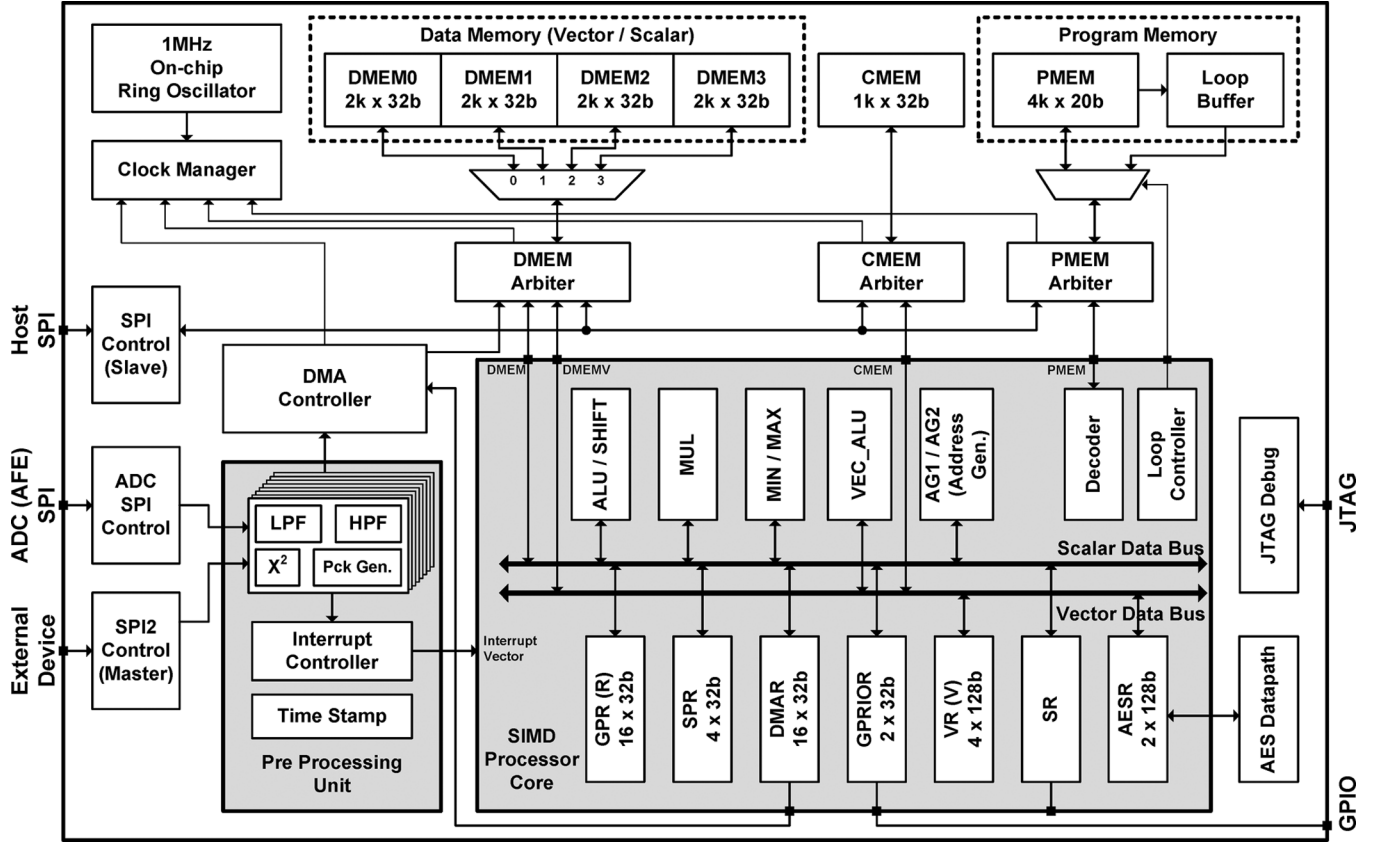 1MHz
On-chip
Ring Oscillator
Clock Manager
Data Memory (Vector / Scalar)
DMEM0
2k x 32b
DMEM1
2k x 32b
DMEM2
2k x 32b
DMEM3
2k x 32b
0 1 2 3
CMEM
1k x 32b
Program Memory
PMEM
4k x 20b
Loop
Buffer
DMEM
Arbiter
CMEM
Arbiter
PMEM
Arbiter
Host
SPI
SPI
Control
(Slave)
DMA
Controller
ADC (AFE)
SPI
ADC
SPI
Control
External
Device
SPI2
Control
(Master)
LPF
HPF
X²
Pck Gen.
Interrupt
Controller
Time Stamp
Pre Processing
Unit
DMEM
DMEMV
CMEM
PMEM
ALU / SHIFT
MUL
MIN / MAX
VEC_ALU
AG1 / AG2
(Address
Gen.)
Decoder
Loop
Controller
Scalar Data Bus
Vector Data Bus
Interrupt
Vector
SIMD
Processor
Core
GPR (R)
16 x 32b
SPR
4 x 32b
DMAR
16 x 32b
GPRIOR
2 x 32b
VR (V)
4 x 128b
SR
AESR
2 x 128b
JTAG Debug
AES Datapath
JTAG
GPIO